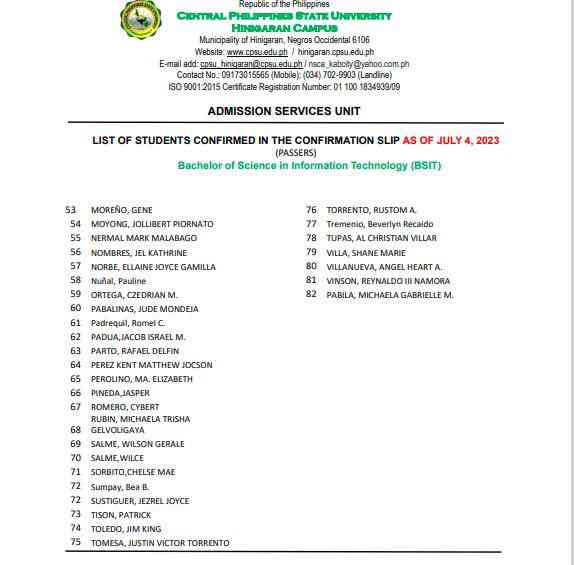 Republic of the Philippines
CENTRAL PHILIPPINES STATE UNIVERSITY
HINIGARAN CAMPUS
Municipality of Hinigaran, Negros Occidental 6106
Website: www.cpsu.edu.ph / hinigaran.cpsu.edu.ph
E-mail add: cpsu_hinigaran@cpsu.edu.ph / nsca_kabcity@yahoo.com.ph
Contact No.: 09173015565 (Mobile); (034) 702-9903 (Landline)
ISO 9001:2015 Certificate Registration Number: 01 100 1834939/09
ADMISSION SERVICES UNIT
LIST OF STUDENTS CONFIRMED IN THE CONFIRMATION SLIP AS OF JULY 4, 2023
(PASSERS)
Bachelor of Science in Information Technology (BSIT)
53 MOREÑO, GENE
54 MOYONG, JOLLIBERT PIORNATO
55 NERMAL MARK MALABAGO
56 NOMBRES, JEL KATHRINE
57 NORBE, ELLAINE JOYCE GAMILLA
58 Nuñal, Pauline
59 ORTEGA, CZEDRIAN M.
60 PABALINAS, JUDE MONDEJA
61 Padrequil, Romel C.
62 PADUA,JACOB ISRAEL M.
63 PARTO, RAFAEL DELFIN
64 PEREZ KENT MATTHEW JOCSON
65 PEROLINO, MA. ELIZABETH
66 PINEDA,JASPER
67 ROMERO, CYBERT
RUBIN, MICHAELA TRISHA
68 GELVOLIGAYA
69 SALME, WILSON GERALE
70 SALME,WILCE
71 SORBITO,CHELSE MAE
72 Sumpay, Bea B.
72 SUSTIGUER, JEZREL JOYCE
73 TISON, PATRICK
74 TOLEDO, JIM KING
75 TOMESA, JUSTIN VICTOR TORRENTO
76 TORRENTO, RUSTOM A.
77 Tremenio, Beverlyn Recaido
78 TUPAS, AL CHRISTIAN VILLAR
79 VILLA, SHANE MARIE
80 VILLANUEVA, ANGEL HEART A.
81 VINSON, REYNALDO III NAMORA
82 PABILA, MICHAELA GABRIELLE M.